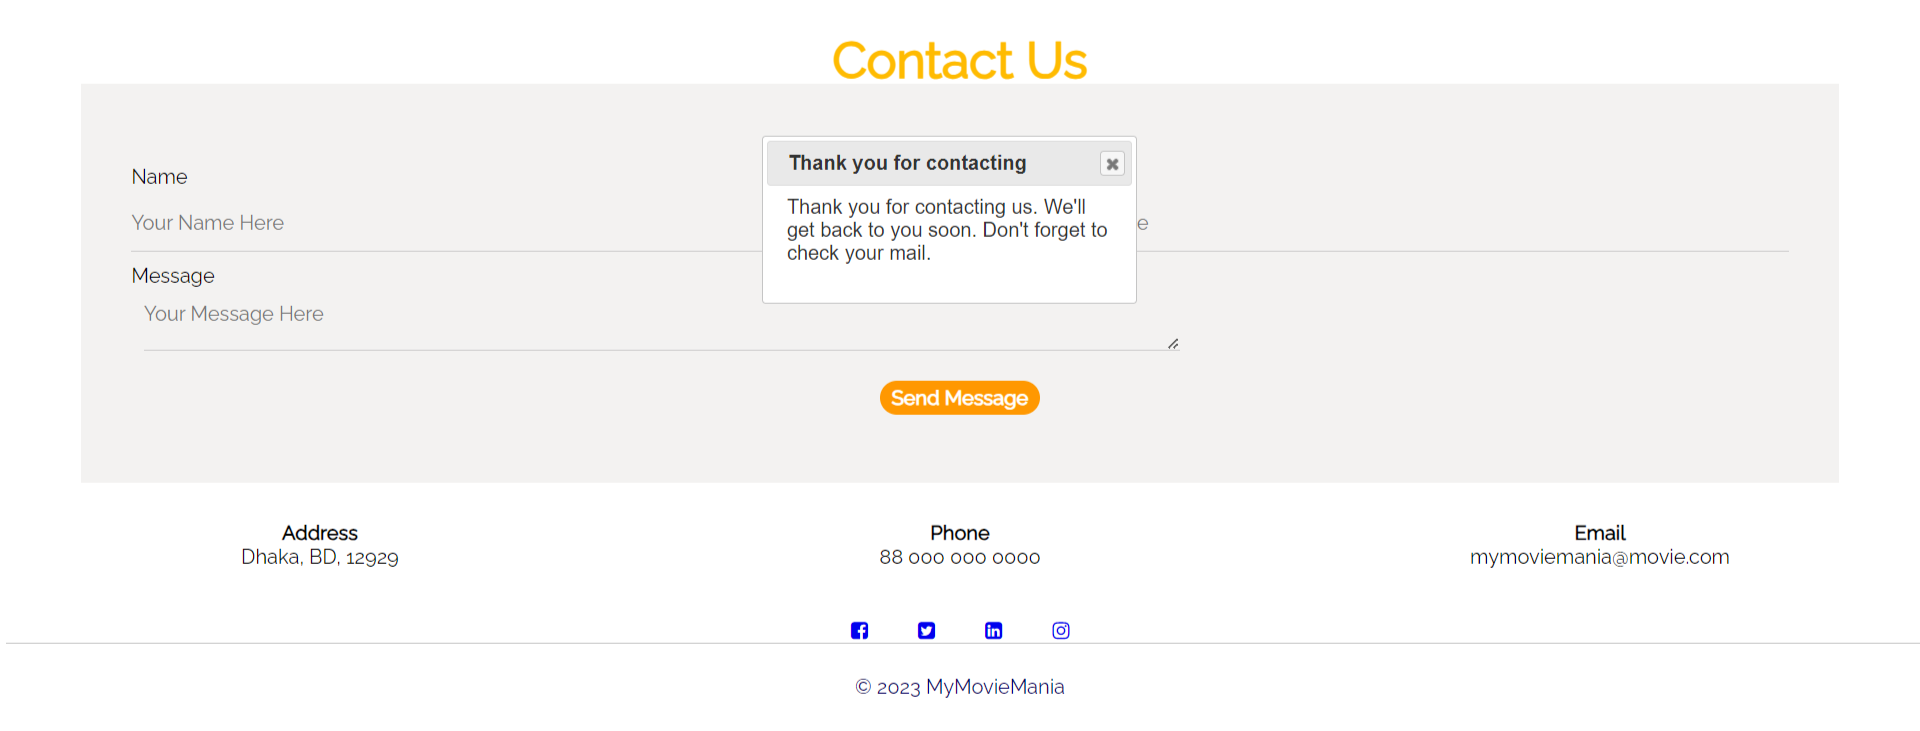 Contact Us
Name
Your Name Here
Thank you for contacting
Thank you for contacting us. We'll
get back to you soon. Don't forget to
check your mail.
Message
Your Message Here
Send Message
Address
Dhaka, BD, 12929
Phone
88 000 000 0000
Email
mymoviemania@movie.com
© 2023 MyMovieMania